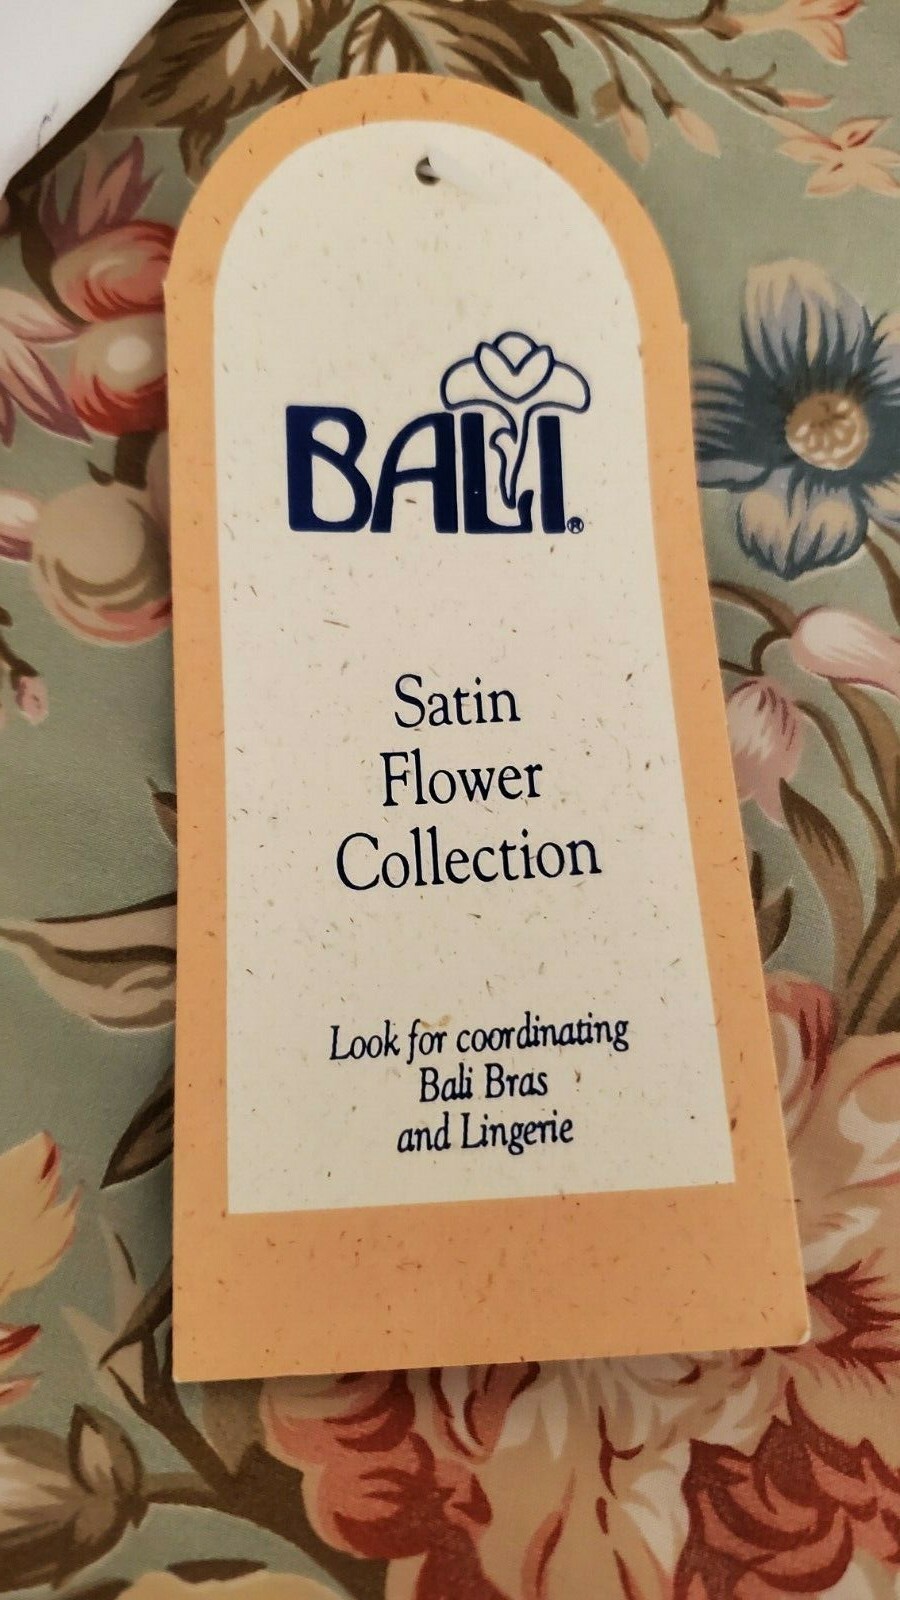 BALI®
Satin
Flower
Collection
Look for coordinating
Bali Bras
and Lingerie